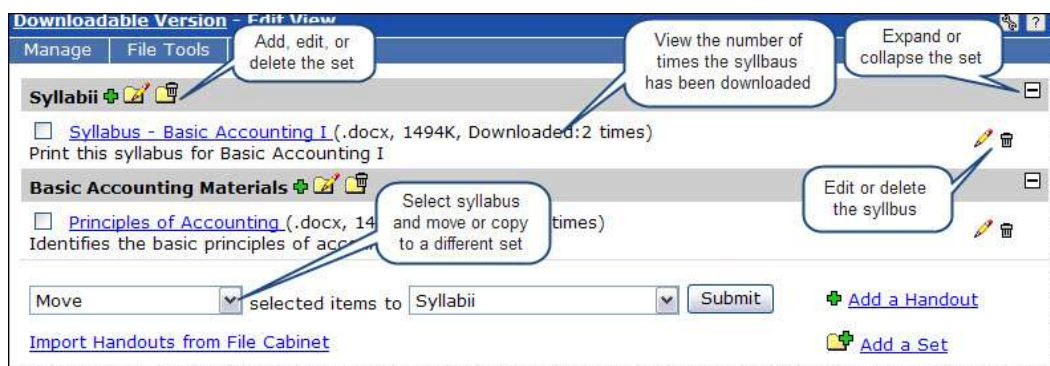 Downloadable Version - Edit View
?
Manage File Tools
Add, edit, or
delete the set
View the number of
times the syllbaus
has been downloaded
Expand or
collapse the set
Syllabii
Syllabus - Basic Accounting I (.docx, 1494K, Downloaded:2 times)
Print this syllabus for Basic Accounting I
Basic Accounting Materials
Select syllabus
and move or copy
to a different set
Edit or delete
the syllbus
Principles of Accounting (.docx, 14 times)
Identifies the basic principles of
Move selected items to Syllabii Submit
Add a Handout
Import Handouts from File Cabinet
Add a Set